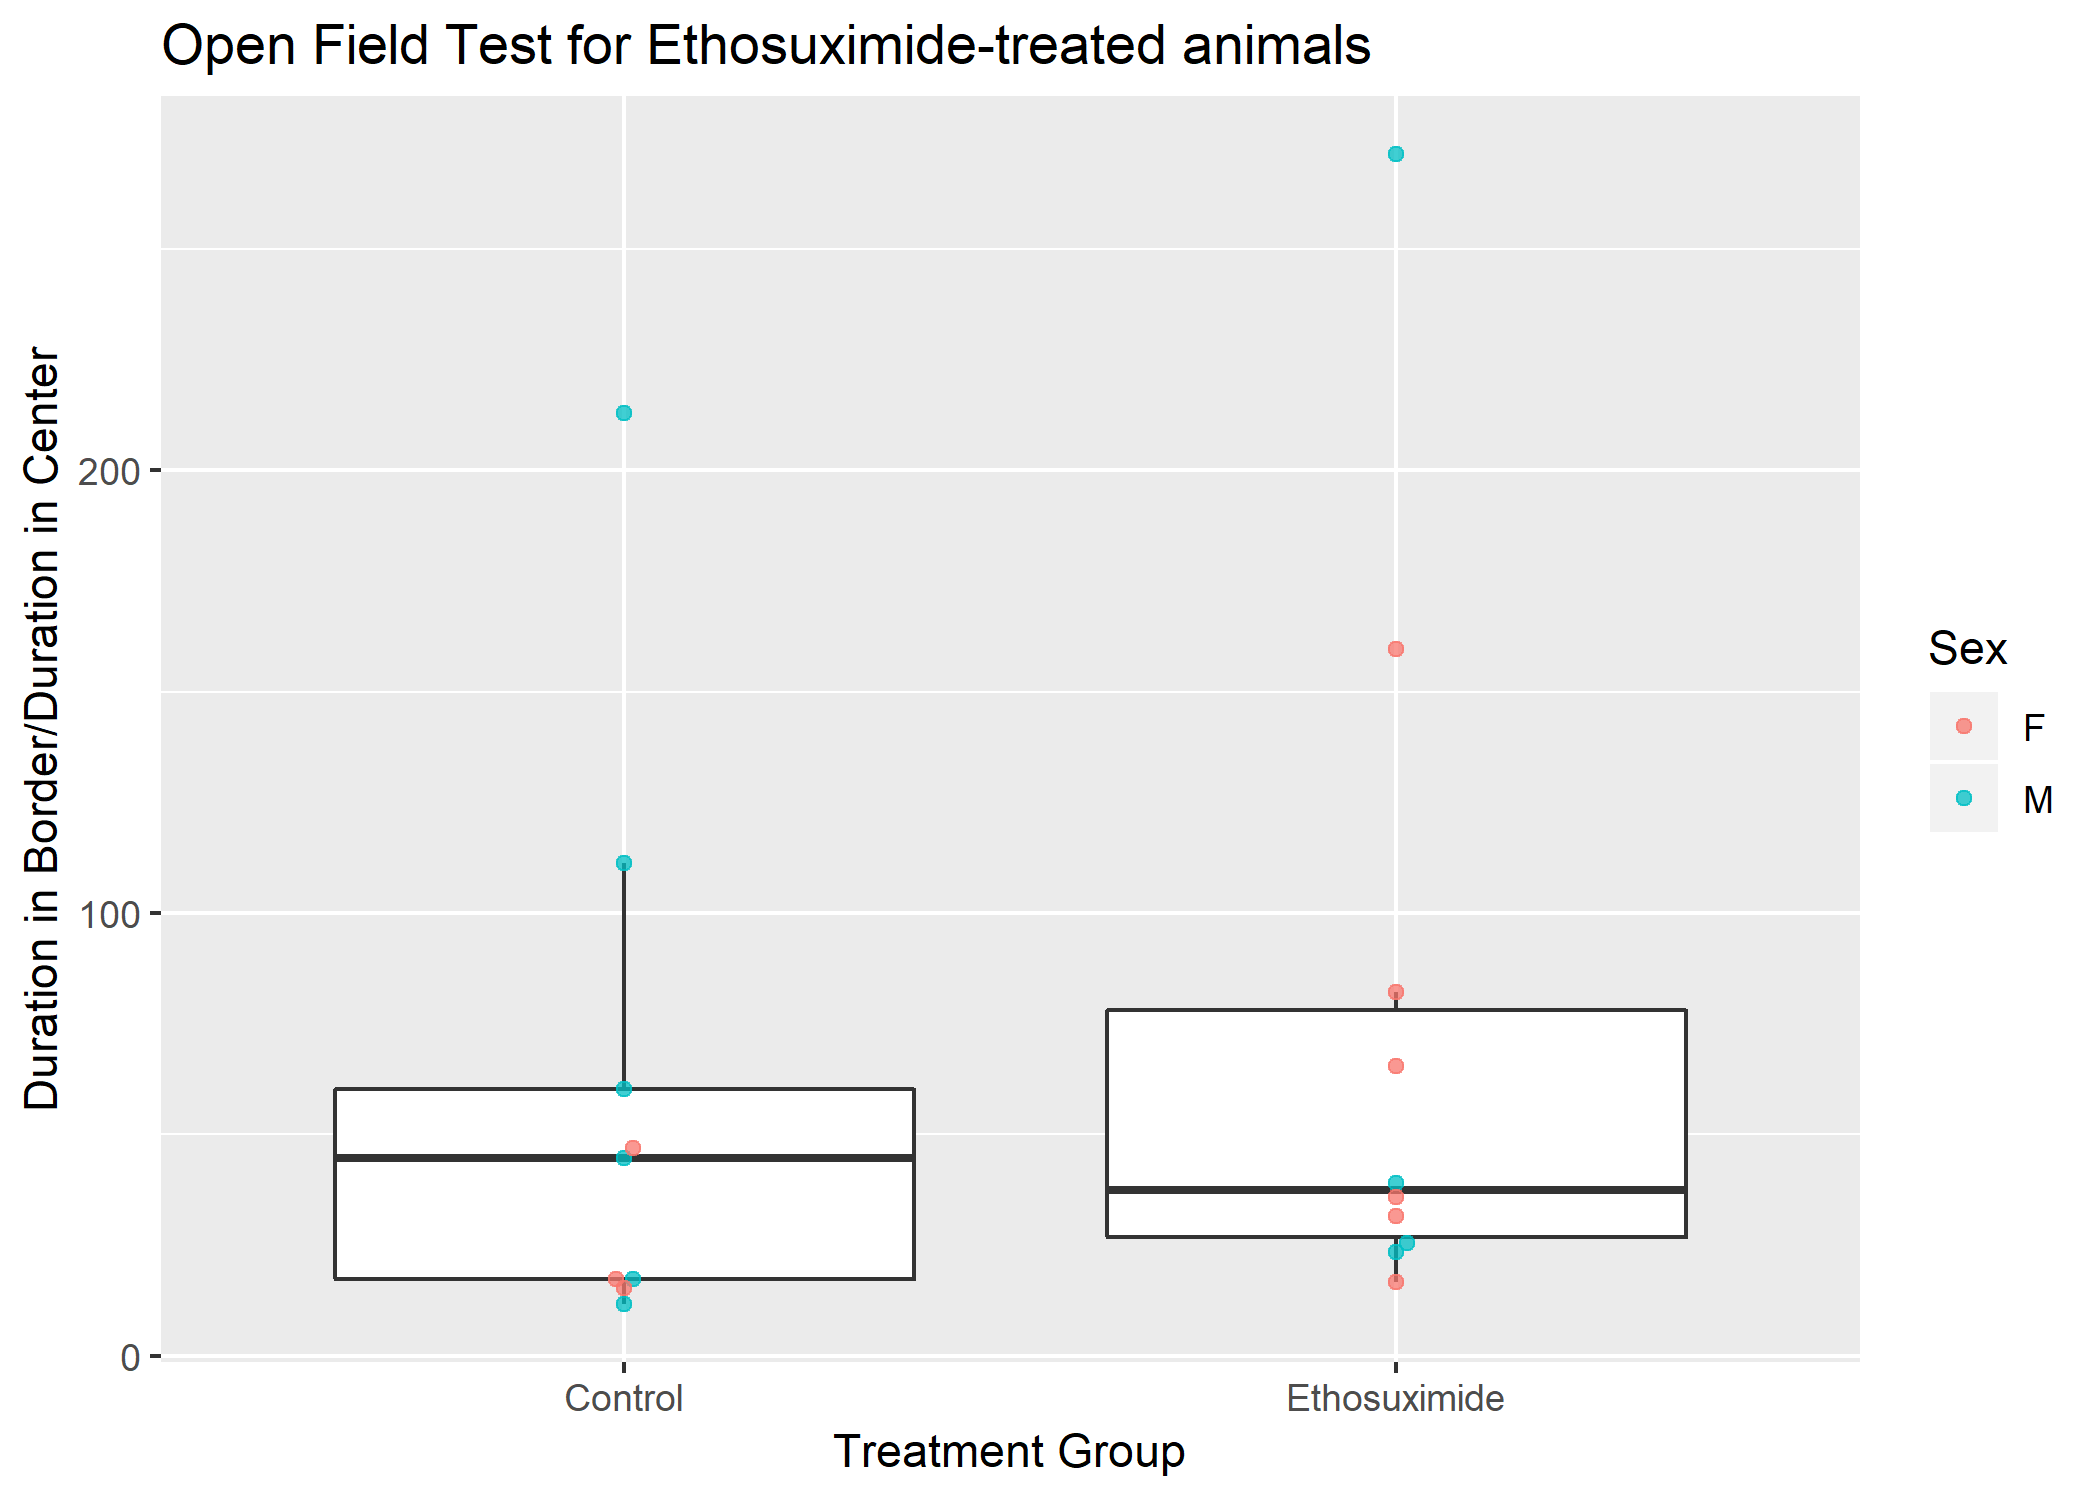 Open Field Test for Ethosuximide-treated animals
Duration in Border/Duration in Center
200
100
0
Control
Ethosuximide
Treatment Group
Sex
F
M